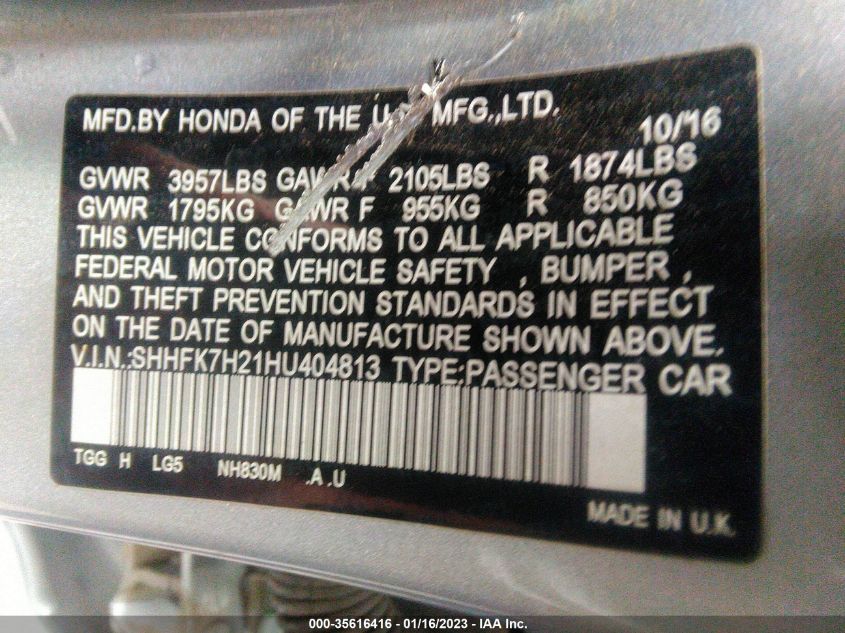 MFD.BY HONDA OF THE U. MFG.,LTD. 10/16
GVWR 3957LBS GAWR F 2105LBS R 1874LBS
GVWR 1795KG GAWR F 955KG R 850KG
THIS VEHICLE CONFORMS TO ALL APPLICABLE
FEDERAL MOTOR VEHICLE SAFETY , BUMPER ,
AND THEFT PREVENTION STANDARDS IN EFFECT
ON THE DATE OF MANUFACTURE SHOWN ABOVE.
V.I.N.:SHHFK7H21HU404813 TYPE:PASSENGER CAR
TGG H LG5 NH830M .A .U
MADE IN U.K.
000-35616416 - 01/16/2023 - IAA Inc.